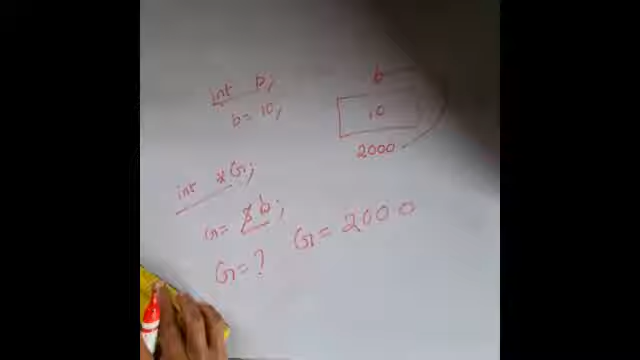 int b;
b = 10;
b
10
2000
int *G;
G = &b;
G = ?
G = 2000